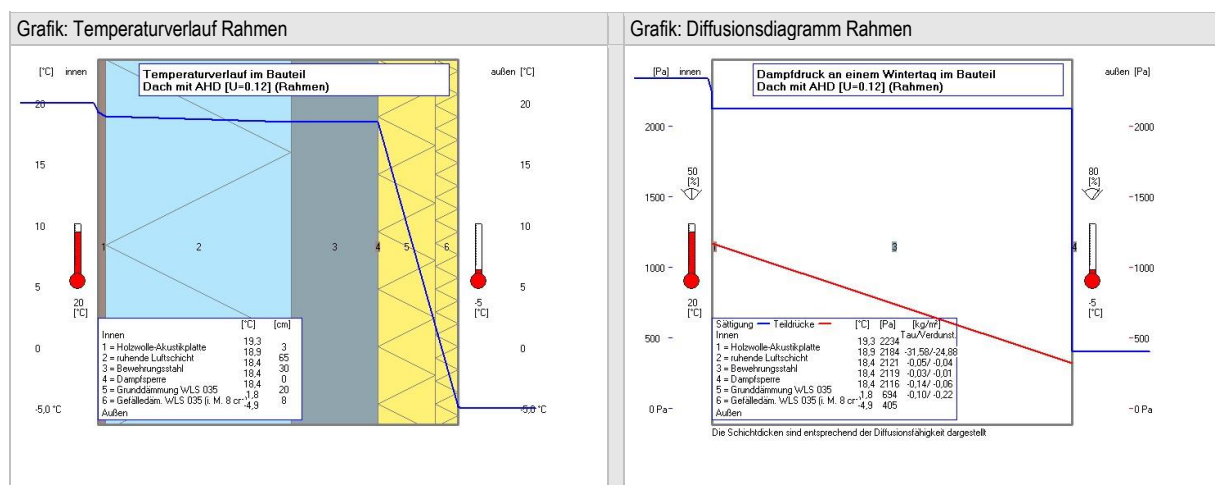 Grafik: Temperaturverlauf Rahmen
[°C] innen
außen [°C]
Temperaturverlauf im Bauteil
Dach mit AHD [U=0.12] (Rahmen)
20
15
10
5
0
-5,0 °C
20
15
10
5
0
-5,0 °C
20
[°C]
-5
[°C]
1 2 3 4 5 6
[°C] [cm]
Innen
19,3
1 = Holzwolle-Akustikplatte 3
18,9
2 = ruhende Luftschicht 65
18,4
3 = Bewehrungsstahl 30
18,4
4 = Dampfsperre 0
18,4
5 = Grunddämmung WLS 035 20
1,8
6 = Gefälledäm. WLS 035 (i. M. 8 cm) 8
-4,9
Außen
Grafik: Diffusionsdiagramm Rahmen
[Pa] innen
außen [Pa]
Dampfdruck an einem Wintertag im Bauteil
Dach mit AHD [U=0.12] (Rahmen)
2000
1500
1000
500
0 Pa
2000
1500
1000
500
0 Pa
50
[%]
80
[%]
20
[°C]
-5
[°C]
1 3 4
Sättigung Teildrücke [°C] [Pa] [kg/m²]
Innen Tau/Verdunst.
19,3 2234
1 = Holzwolle-Akustikplatte -31,58/-24,88
18,9 2184
2 = ruhende Luftschicht -0,05/ -0,04
18,4 2121
3 = Bewehrungsstahl -0,03/ -0,01
18,4 2119
4 = Dampfsperre -0,14/ -0,06
18,4 2116
5 = Grunddämmung WLS 035 -0,10/ -0,22
1,8 694
6 = Gefälledäm. WLS 035 (i. M. 8 cm)
-4,9 405
Außen
Die Schichtdicken sind entsprechend der Diffusionsfähigkeit dargestellt